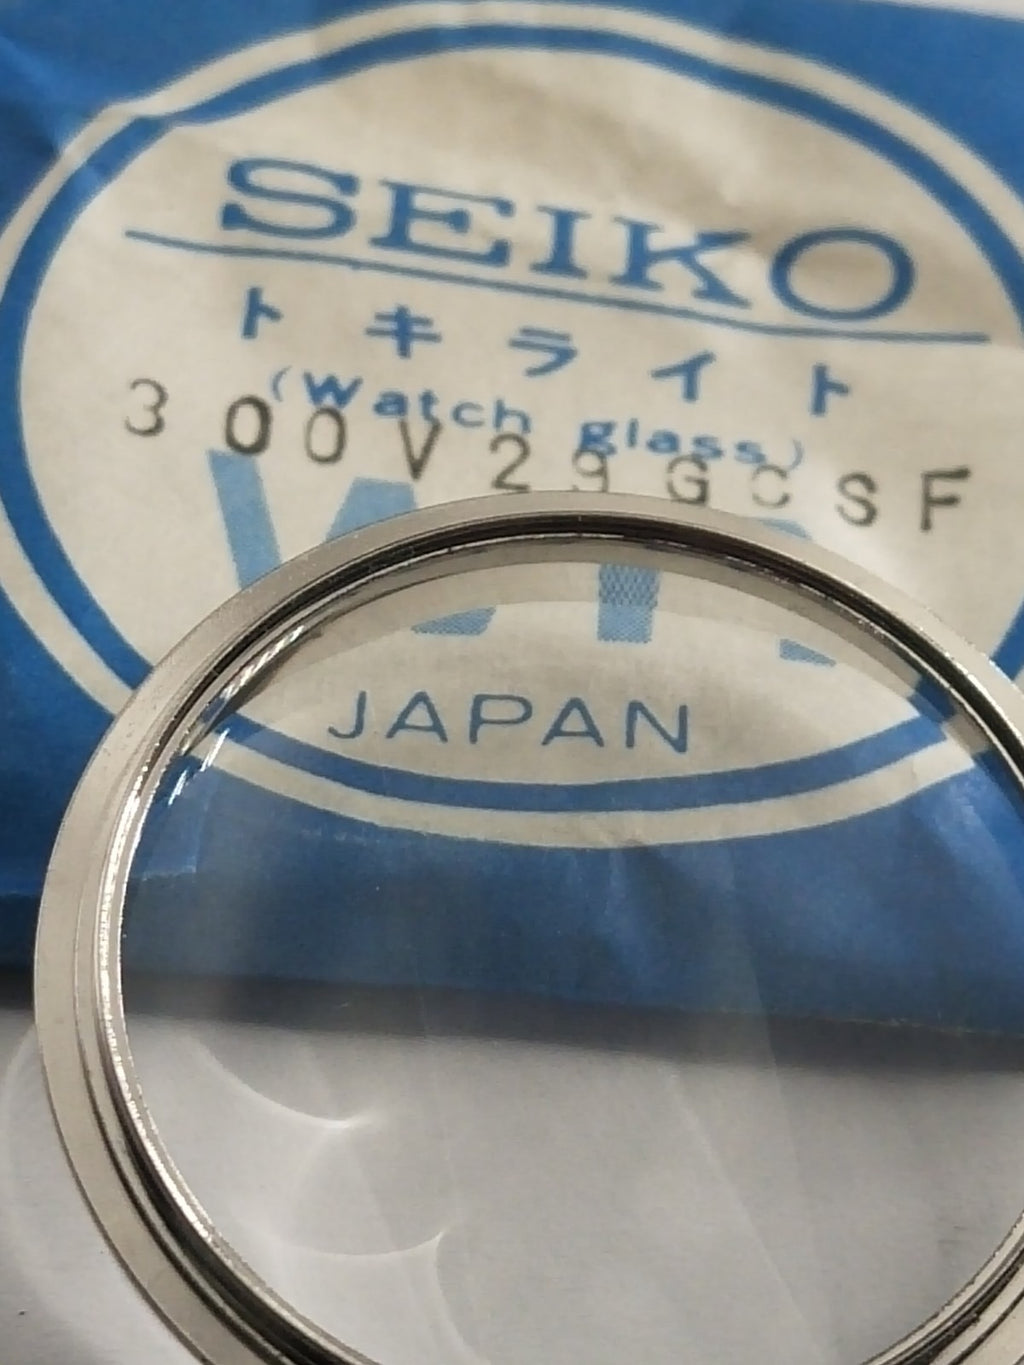 SEIKO
トキライト
(Watch glass)
300V29GCSF
JAPAN